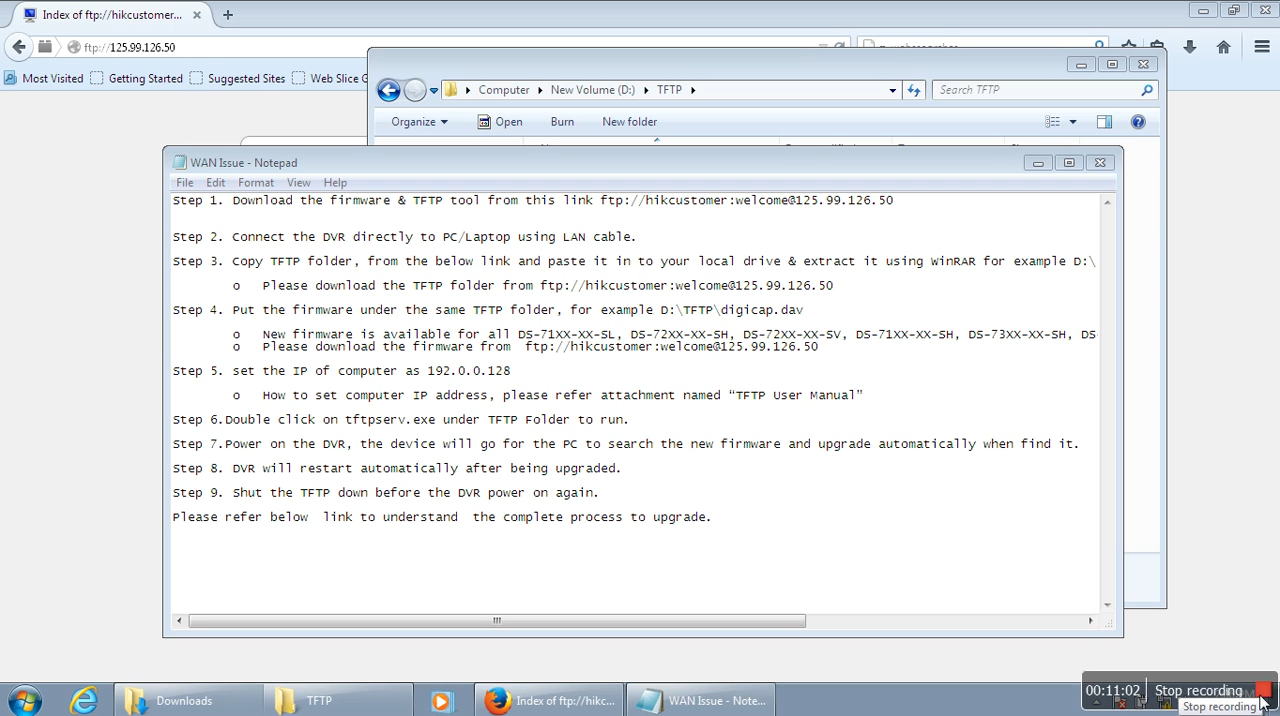 Index of ftp://hikcustomer...
ftp://125.99.126.50
Most Visited
Getting Started
Suggested Sites
Web Slice G
Computer
New Volume (D:)
TFTP
Search TFTP
Organize
Open
Burn
New folder
WAN Issue - Notepad
File Edit Format View Help
Step 1. Download the firmware & TFTP tool from this link ftp://hikcustomer:welcome@125.99.126.50
Step 2. Connect the DVR directly to PC/Laptop using LAN cable.
Step 3. Copy TFTP folder, from the below link and paste it in to your local drive & extract it using WinRAR for example D:\
o Please download the TFTP folder from ftp://hikcustomer:welcome@125.99.126.50
Step 4. Put the firmware under the same TFTP folder, for example D:\TFTP\digicap.dav
o New firmware is available for all DS-71XX-XX-SL, DS-72XX-XX-SH, DS-72XX-XX-SV, DS-71XX-XX-SH, DS-73XX-XX-SH, DS-
o Please download the firmware from ftp://hikcustomer:welcome@125.99.126.50
Step 5. set the IP of computer as 192.0.0.128
o How to set computer IP address, please refer attachment named “TFTP User Manual”
Step 6.Double click on tftpserv.exe under TFTP Folder to run.
Step 7.Power on the DVR, the device will go for the PC to search the new firmware and upgrade automatically when find it.
Step 8. DVR will restart automatically after being upgraded.
Step 9. Shut the TFTP down before the DVR power on again.
Please refer below link to understand the complete process to upgrade.
Downloads
TFTP
Index of ftp://hikc...
WAN Issue - Note...
00:11:02
Stop recording
Stop recording